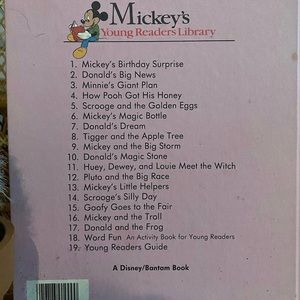 Mickey's
Young Readers Library
1. Mickey's Birthday Surprise
2. Donald's Big News
3. Minnie's Giant Plan
4. How Pooh Got His Honey
5. Scrooge and the Golden Eggs
6. Mickey's Magic Bottle
7. Donald's Dream
8. Tigger and the Apple Tree
9. Mickey and the Big Storm
10. Donald's Magic Stone
11. Huey, Dewey, and Louie Meet the Witch
12. Pluto and the Big Race
13. Mickey's Little Helpers
14. Scrooge's Silly Day
15. Goofy Goes to the Fair
16. Mickey and the Troll
17. Donald and the Frog
18. Word Fun An Activity Book for Young Readers
19. Young Readers Guide
A Disney/Bantam Book